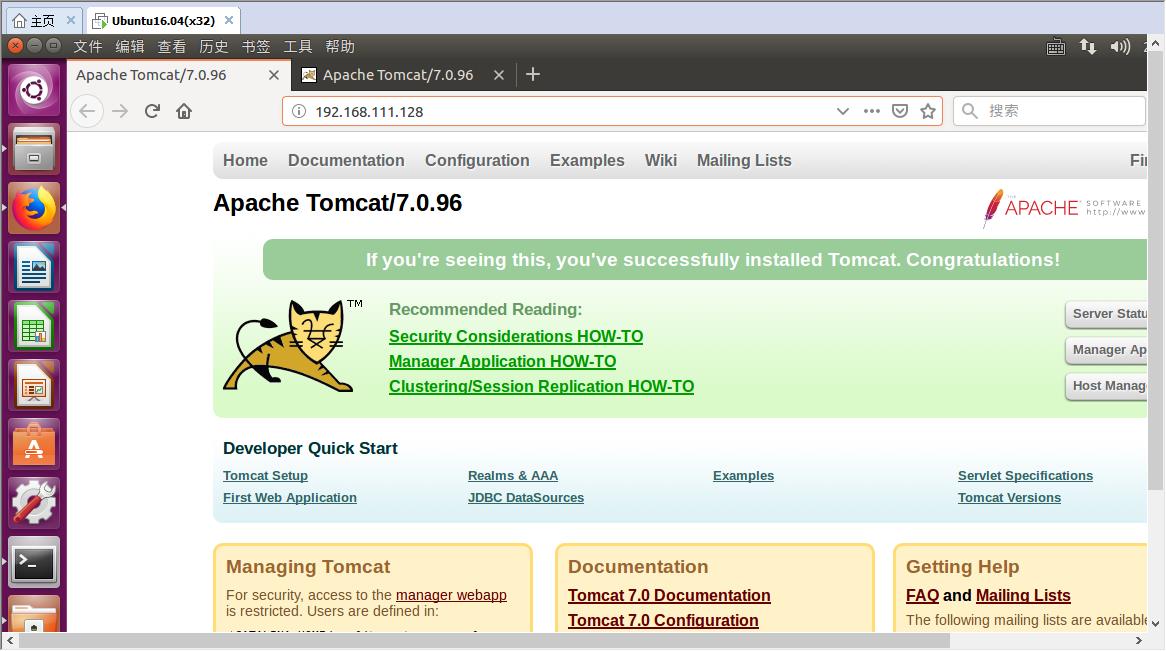 主页
Ubuntu16.04(x32)
文件 编辑 查看 历史 书签 工具 帮助
Apache Tomcat/7.0.96
Apache Tomcat/7.0.96
192.168.111.128
搜索
Home Documentation Configuration Examples Wiki Mailing Lists
Apache Tomcat/7.0.96
APACHE
SOFTWARE
http://www
If you're seeing this, you've successfully installed Tomcat. Congratulations!
TM
Recommended Reading:
Security Considerations HOW-TO
Manager Application HOW-TO
Clustering/Session Replication HOW-TO
Server Statu
Manager Ap
Host Manag
Developer Quick Start
Tomcat Setup Realms & AAA Examples Servlet Specifications
First Web Application JDBC DataSources Tomcat Versions
Managing Tomcat
For security, access to the manager webapp
is restricted. Users are defined in:
Documentation
Tomcat 7.0 Documentation
Tomcat 7.0 Configuration
Getting Help
FAQ and Mailing Lists
The following mailing lists are available